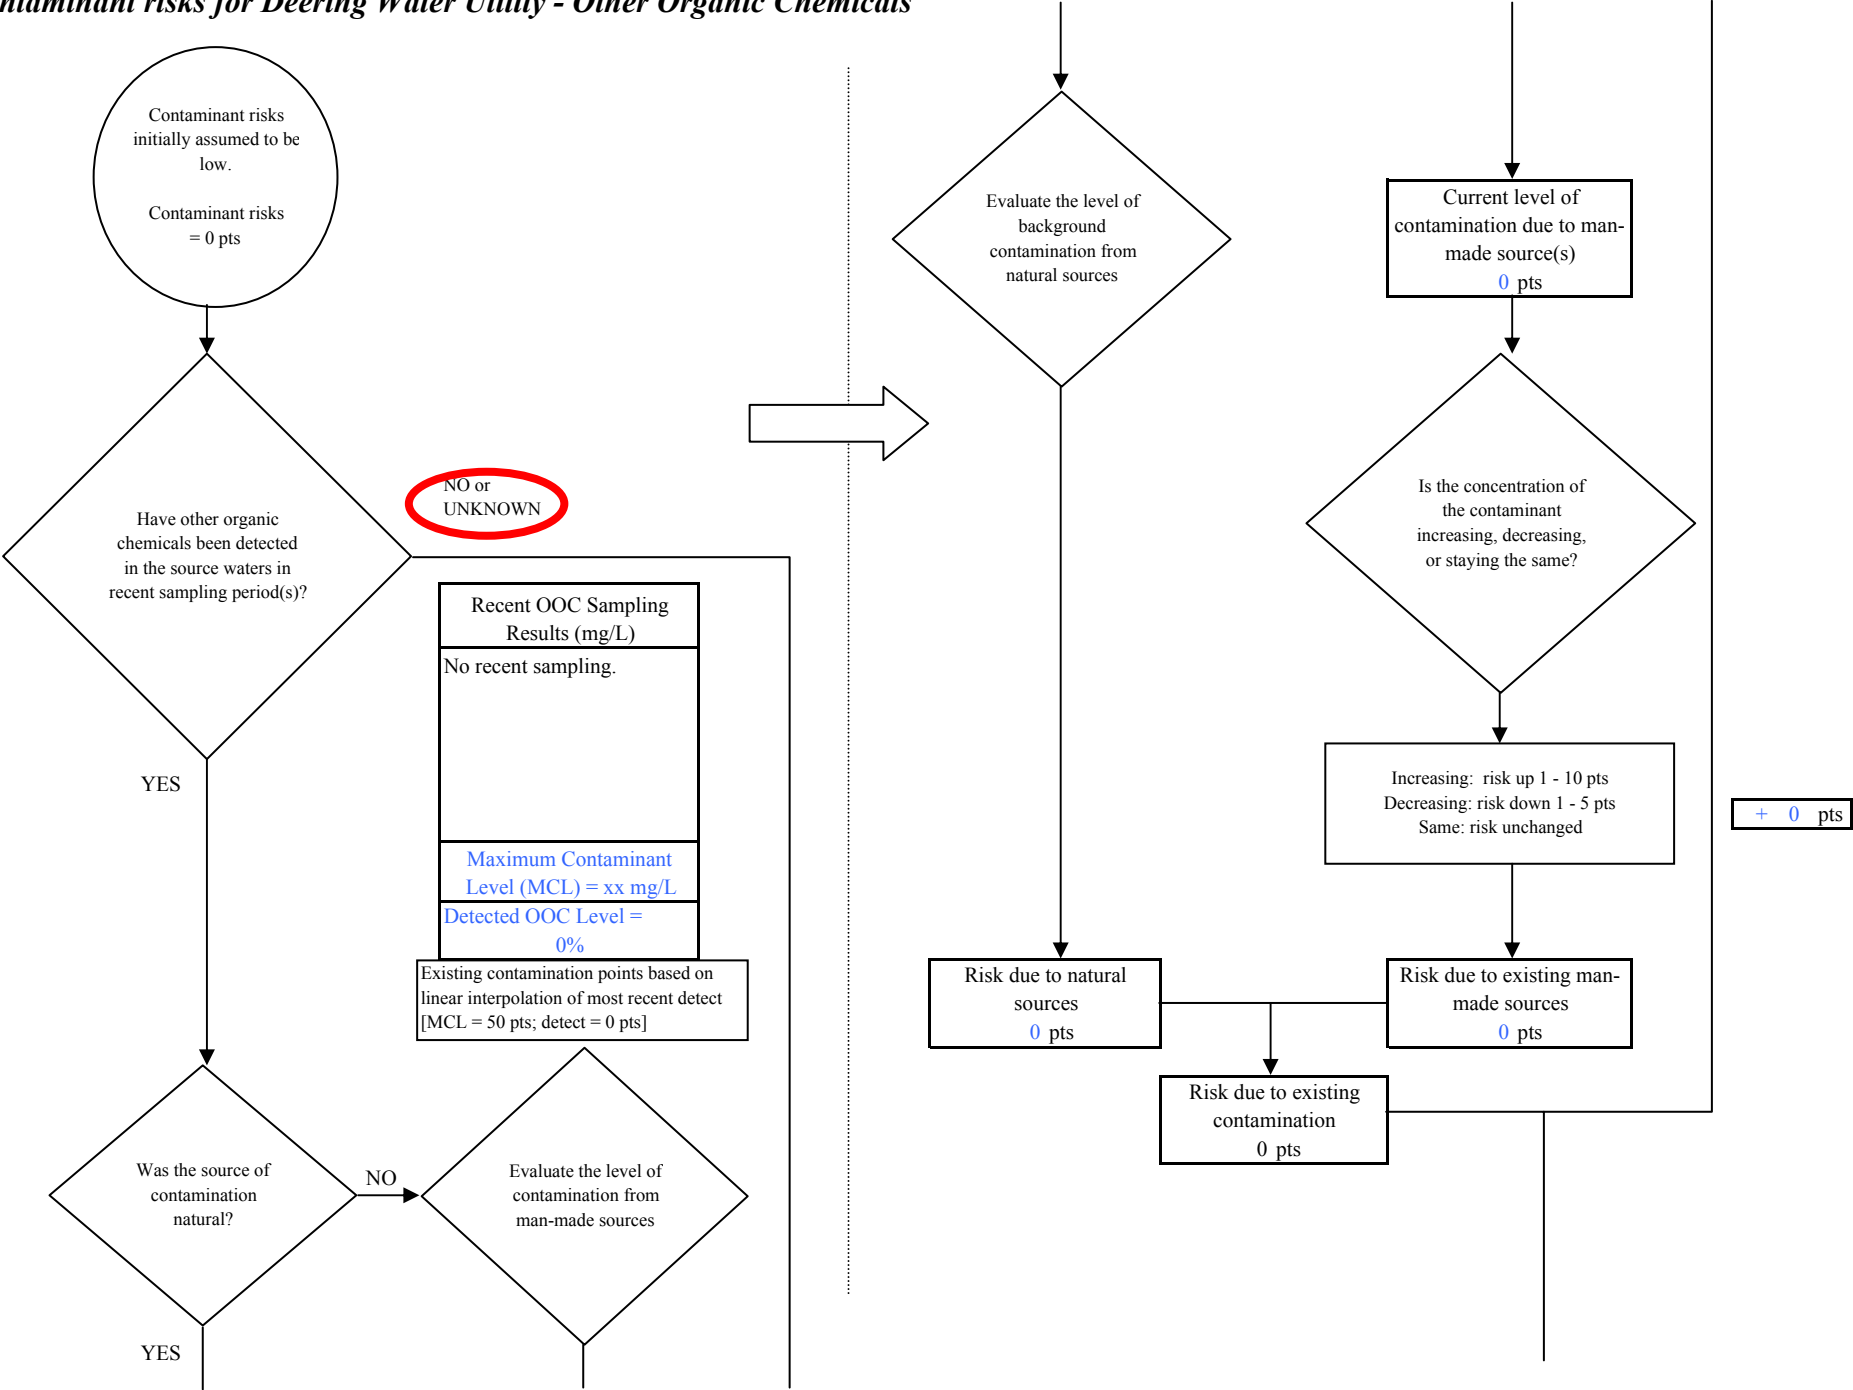 ntaminant risks for Deering Water Utility - Other Organic Chemicals
Contaminant risks
initially assumed to be
low.
Contaminant risks
= 0 pts
Have other organic
chemicals been detected
in the source waters in
recent sampling period(s)?
NO or
UNKNOWN
YES
Recent OOC Sampling
Results (mg/L)
No recent sampling.
Maximum Contaminant
Level (MCL) = xx mg/L
Detected OOC Level =
0%
Existing contamination points based on
linear interpolation of most recent detect
[MCL = 50 pts; detect = 0 pts]
Was the source of
contamination
natural?
NO
YES
Evaluate the level of
contamination from
man-made sources
Evaluate the level of
background
contamination from
natural sources
Current level of
contamination due to man-
made source(s)
0 pts
Is the concentration of
the contaminant
increasing, decreasing,
or staying the same?
Increasing: risk up 1 - 10 pts
Decreasing: risk down 1 - 5 pts
Same: risk unchanged
+ 0 pts
Risk due to natural
sources
0 pts
Risk due to existing man-
made sources
0 pts
Risk due to existing
contamination
0 pts